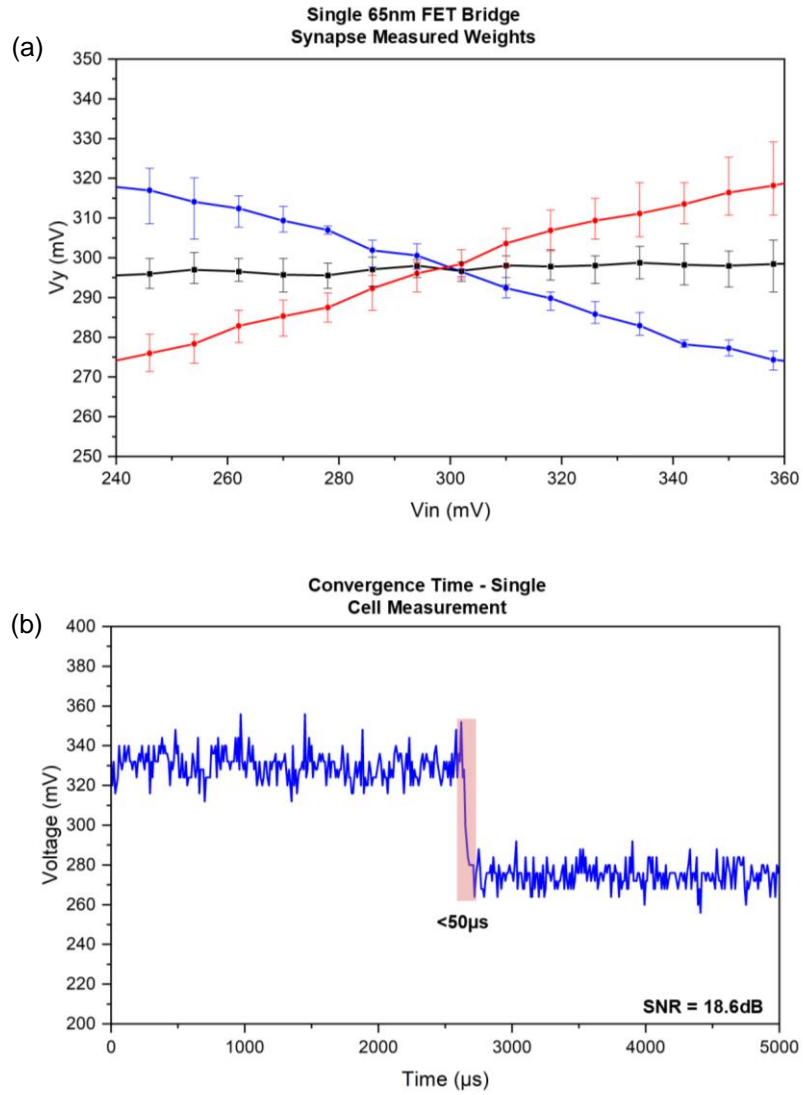 (a)
Single 65nm FET Bridge
Synapse Measured Weights
350
340
330
320
310
300
290
280
270
260
250
Vy (mV)
240 260 280 300 320 340 360
Vin (mV)
(b)
Convergence Time - Single
Cell Measurement
400
380
360
340
320
300
280
260
240
220
200
Voltage (mV)
<50μs
SNR = 18.6dB
0 1000 2000 3000 4000 5000
Time (μs)